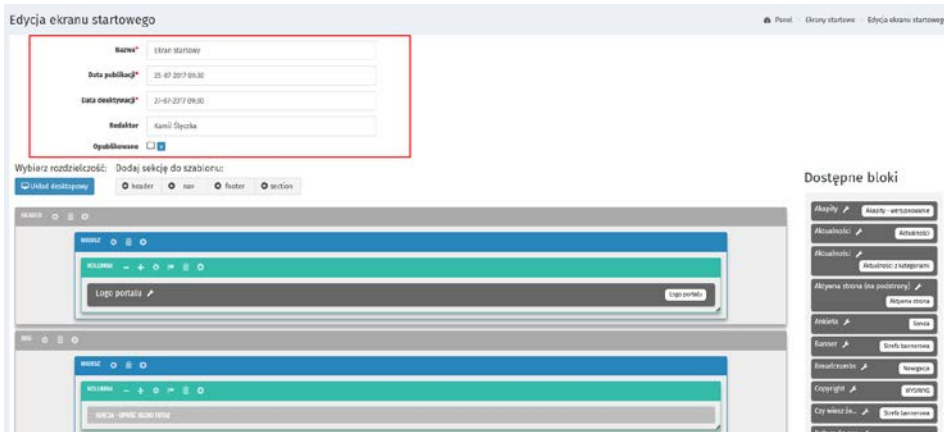 Edycja ekranu startowego
Panel Ekrany startowe Edycja ekranu startowego
Nazwa* Ekran startowy
Data publikacji* 25-07-2017 09:30
Data deaktywacji* 27-07-2017 09:30
Redaktor Kamil Ślęczka
Opublikowano
Wybierz rozdzielczość: Dodaj sekcję do szablonu:
Układ desktopowy header nav footer section
Dostępne bloki
HEADER
WIERSZ
KOLUMNA
Logo portalu Logo portalu
NAV
WIERSZ
KOLUMNA
Akapity Akapity - wersjonowanie
Aktualności Aktualności
Aktualności
Aktualności z kategoriami
Aktywna strona (na podstrony)
Aktywna strona
Ankieta Sonda
Banner Strefa bannerowa
Breadcrumbs Nawigacja
Copyright WYSIWYG
Czy wiesz że... Strefa bannerowa